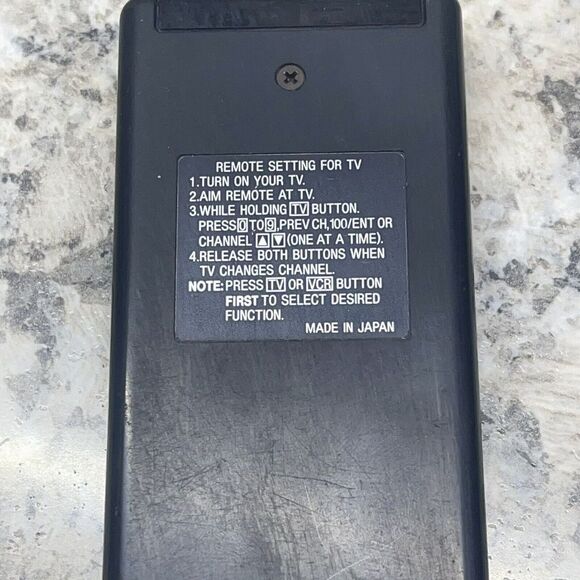 REMOTE SETTING FOR TV
1.TURN ON YOUR TV.
2.AIM REMOTE AT TV.
3.WHILE HOLDING TV BUTTON.
PRESS 0 TO 9, PREV CH, 100/ENT OR
CHANNEL ▲ ▼ (ONE AT A TIME).
4.RELEASE BOTH BUTTONS WHEN
TV CHANGES CHANNEL.
NOTE: PRESS TV OR VCR BUTTON
FIRST TO SELECT DESIRED
FUNCTION.
MADE IN JAPAN